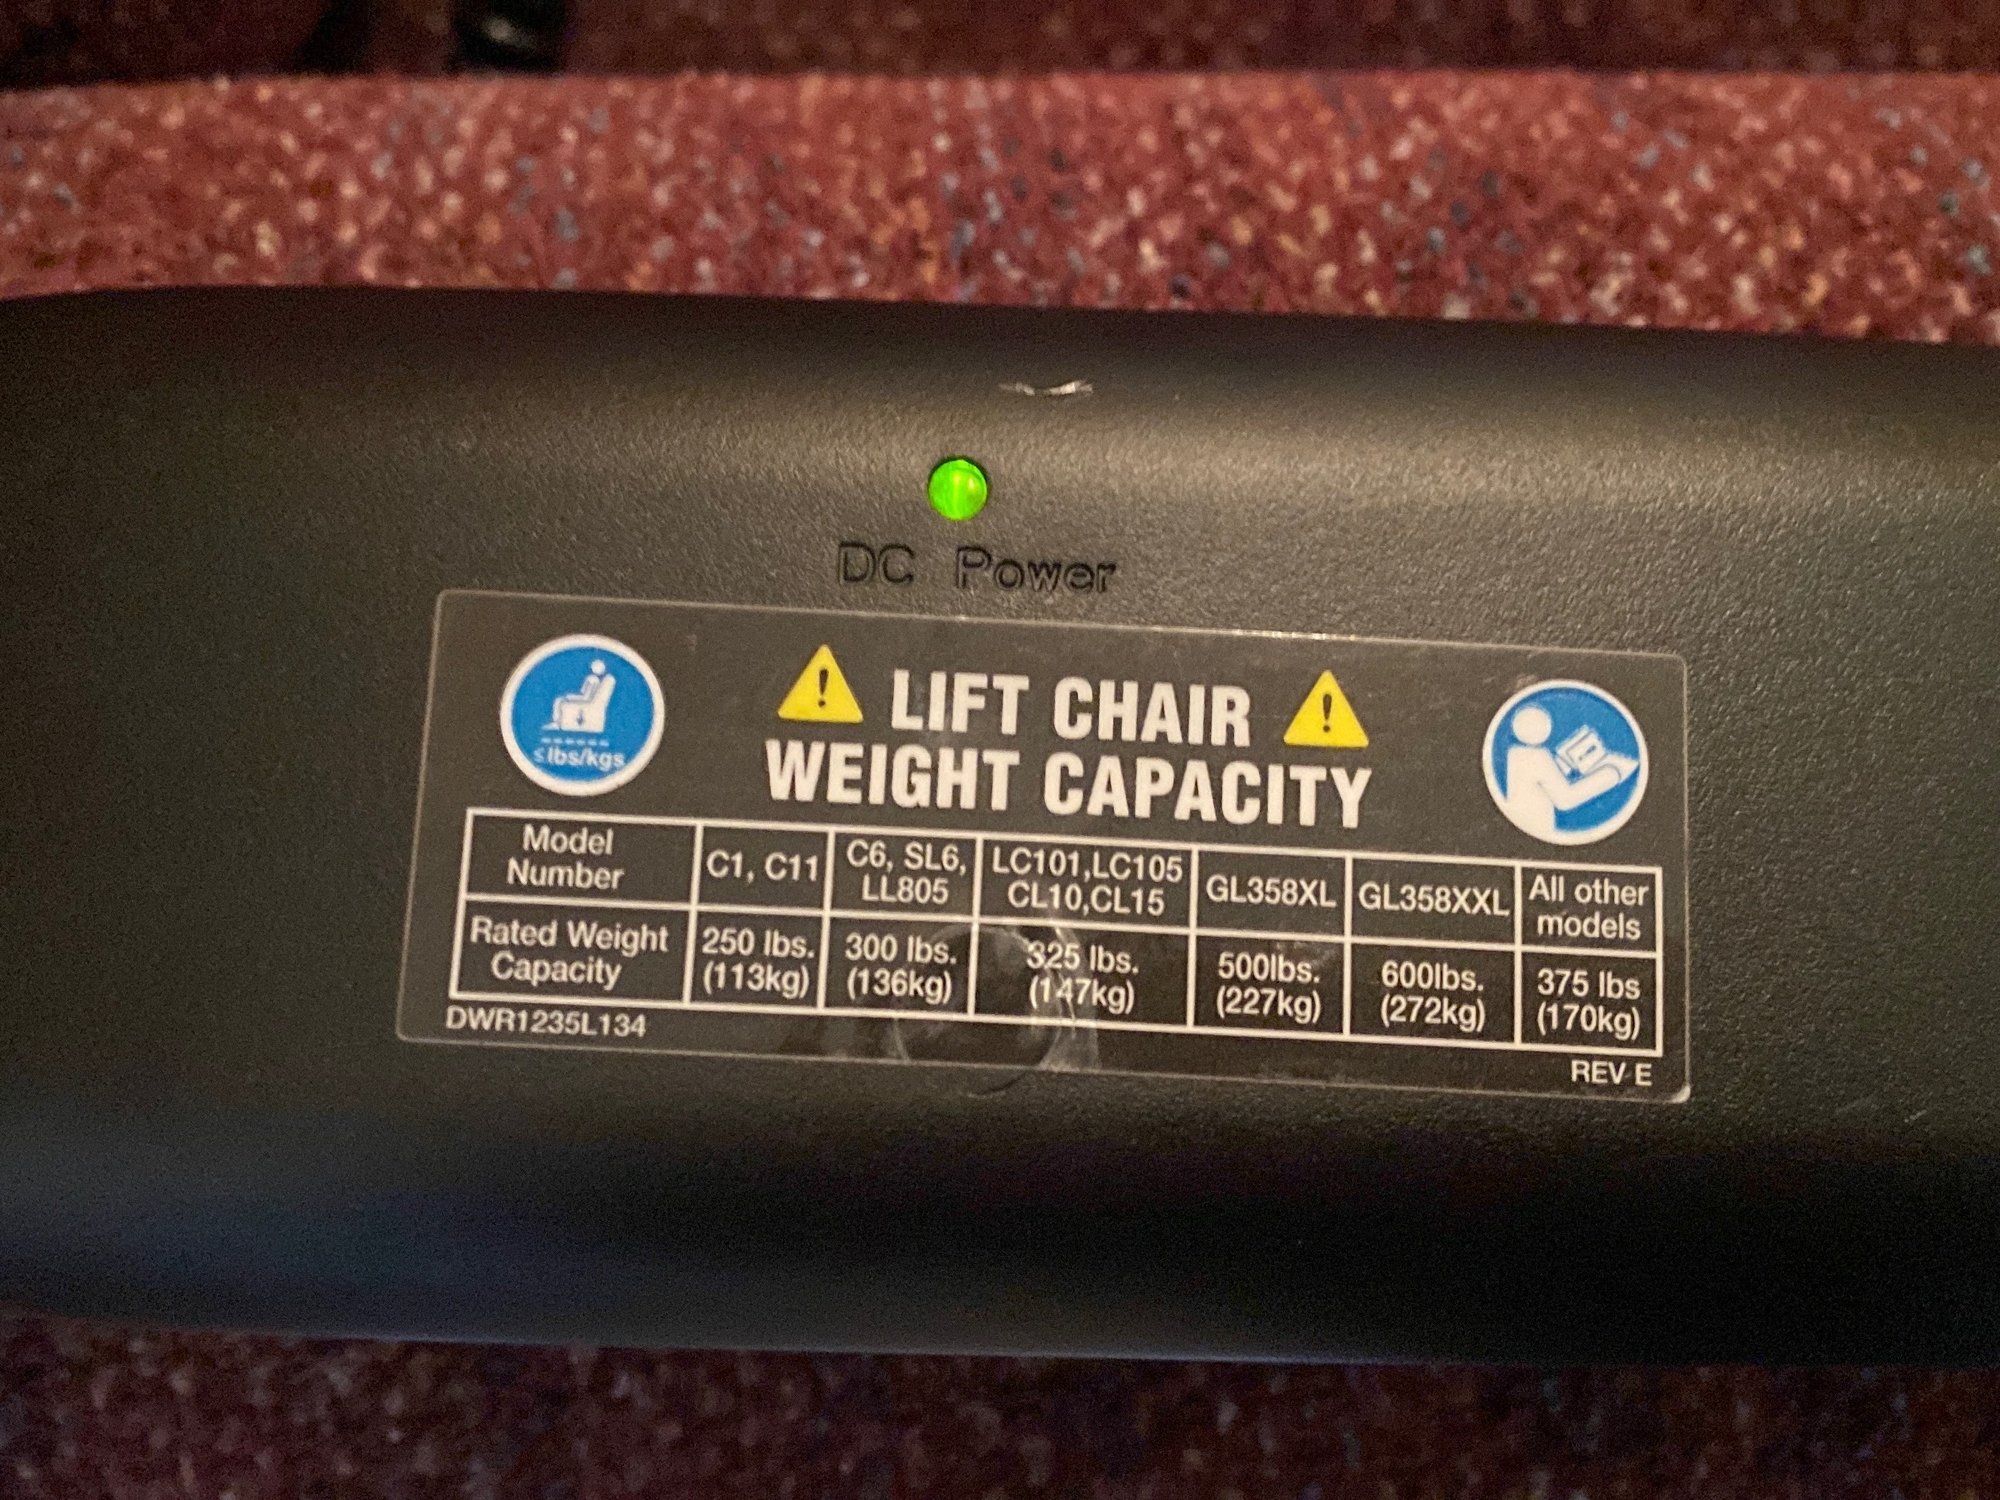 DC Power
LIFT CHAIR
WEIGHT CAPACITY
≤lbs/kgs
Model Number C1, C11 C6, SL6, LL805 LC101,LC105 CL10,CL15 GL358XL GL358XXL All other models
Rated Weight Capacity 250 lbs. (113kg) 300 lbs. (136kg) 325 lbs. (147kg) 500lbs. (227kg) 600lbs. (272kg) 375 lbs (170kg)
DWR1235L134
REV E